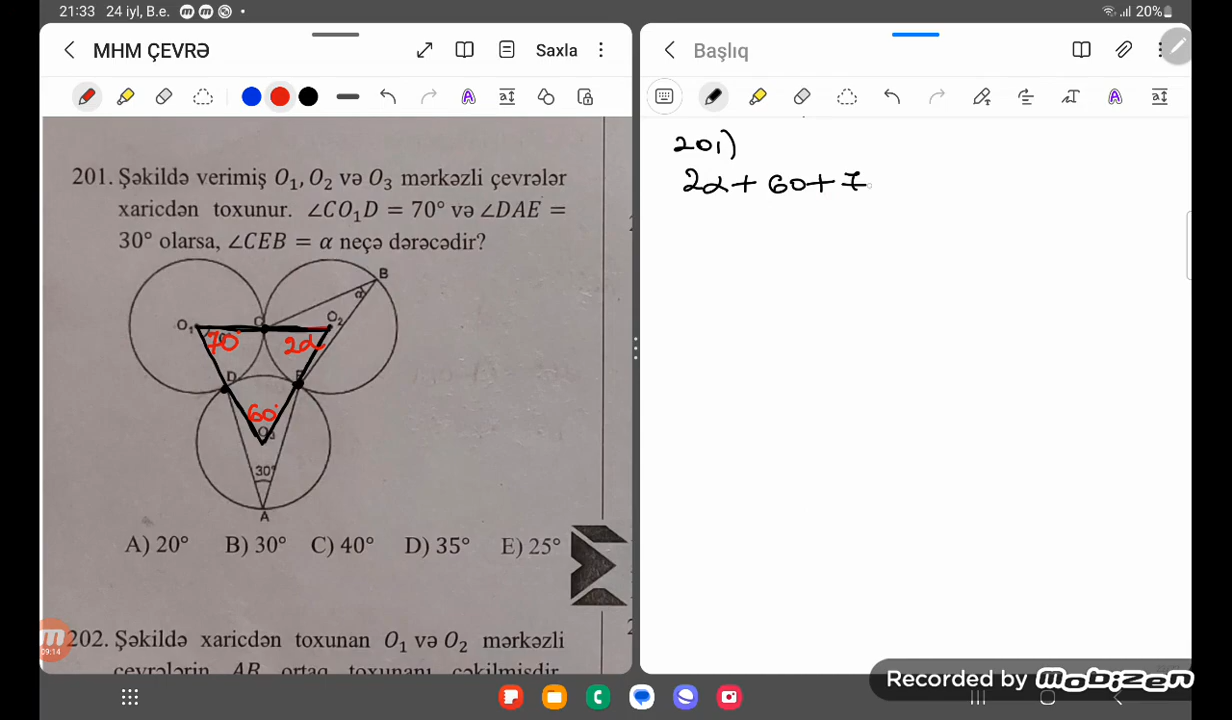 21:33 24 iyl, B.e. 20%
MHM ÇEVRƏ Saxla
Başlıq
201. Şəkildə verimiş O₁, O₂ və O₃ mərkəzli çevrələr
xaricdən toxunur. ∠CO₁D = 70° və ∠DAE =
30° olarsa, ∠CEB = α neçə dərəcədir?
B
α
O₁ C O₂
70° 2α
D E
60°
O₃
30°
A
A) 20° B) 30° C) 40° D) 35° E) 25°
202. Şəkildə xaricdən toxunan O₁ və O₂ mərkəzli
çevrələrin AB ortaq toxunanı çəkilmişdir.
09:14
201)
2α + 60 + 7
Recorded by mobizen